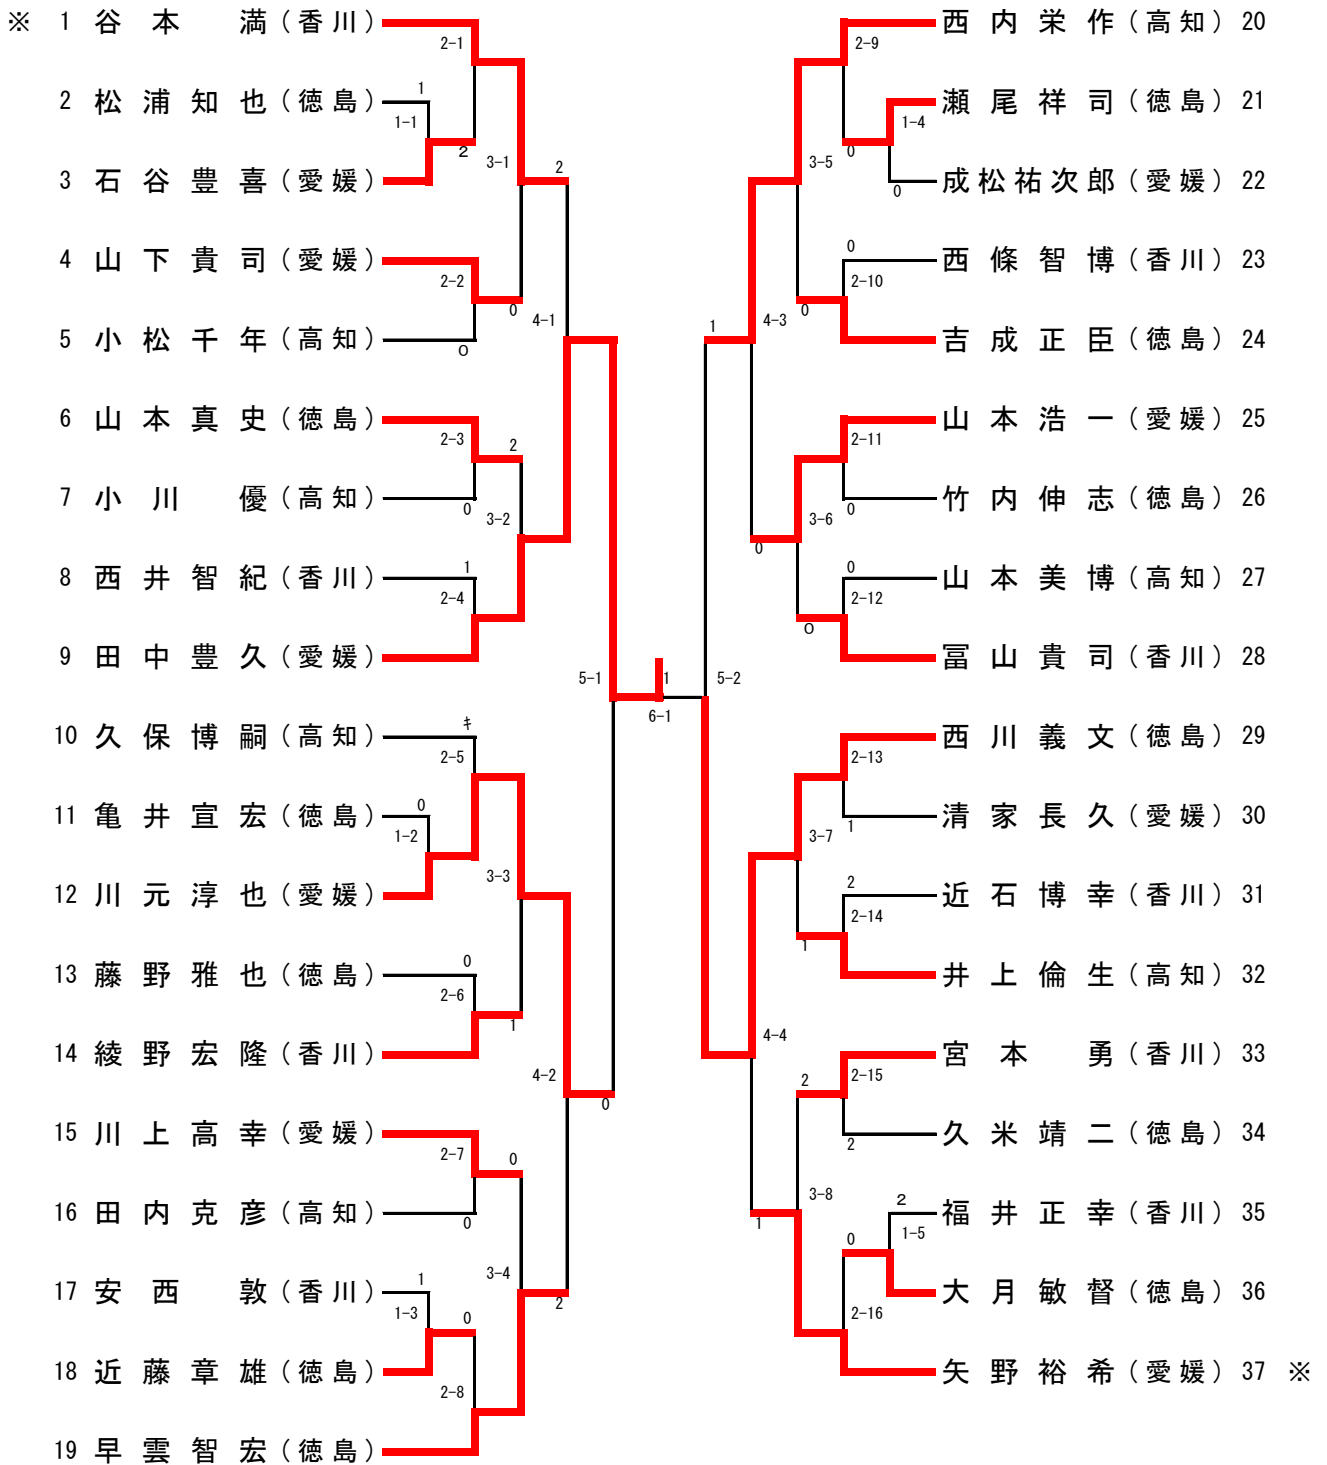 ※ 1 谷本 満(香川)
2-1
1
2 松浦知也(徳島)
1-1
2
3-1
2
3 石谷豊喜(愛媛)
4 山下貴司(愛媛)
2-2
0
4-1
5 小松千年(高知)
0
6 山本真史(徳島)
2-3
2
7 小川 優(高知)
0
3-2
8 西井智紀(香川)
1
2-4
9 田中豊久(愛媛)
5-1
1
6-1
10 久保博嗣(高知)
キ
2-5
11 亀井宣宏(徳島)
0
1-2
3-3
12 川元淳也(愛媛)
13 藤野雅也(徳島)
0
2-6
1
14 綾野宏隆(香川)
4-2
0
15 川上高幸(愛媛)
2-7
0
16 田内克彦(高知)
0
3-4
2
17 安西 敦(香川)
1
1-3
0
18 近藤章雄(徳島)
2-8
19 早雲智宏(徳島)
西内栄作(高知) 20
2-9
瀬尾祥司(徳島) 21
1-4
0
3-5
成松祐次郎(愛媛) 22
0
0
西條智博(香川) 23
2-10
0
1
4-3
吉成正臣(徳島) 24
山本浩一(愛媛) 25
2-11
竹内伸志(徳島) 26
0
3-6
0
0
山本美博(高知) 27
2-12
0
冨山貴司(香川) 28
5-2
西川義文(徳島) 29
2-13
清家長久(愛媛) 30
1
3-7
2
近石博幸(香川) 31
2-14
1
井上倫生(高知) 32
4-4
宮本 勇(香川) 33
2-15
2
久米靖二(徳島) 34
2
3-8
1
2
福井正幸(香川) 35
1-5
0
大月敏督(徳島) 36
2-16
矢野裕希(愛媛) 37 ※